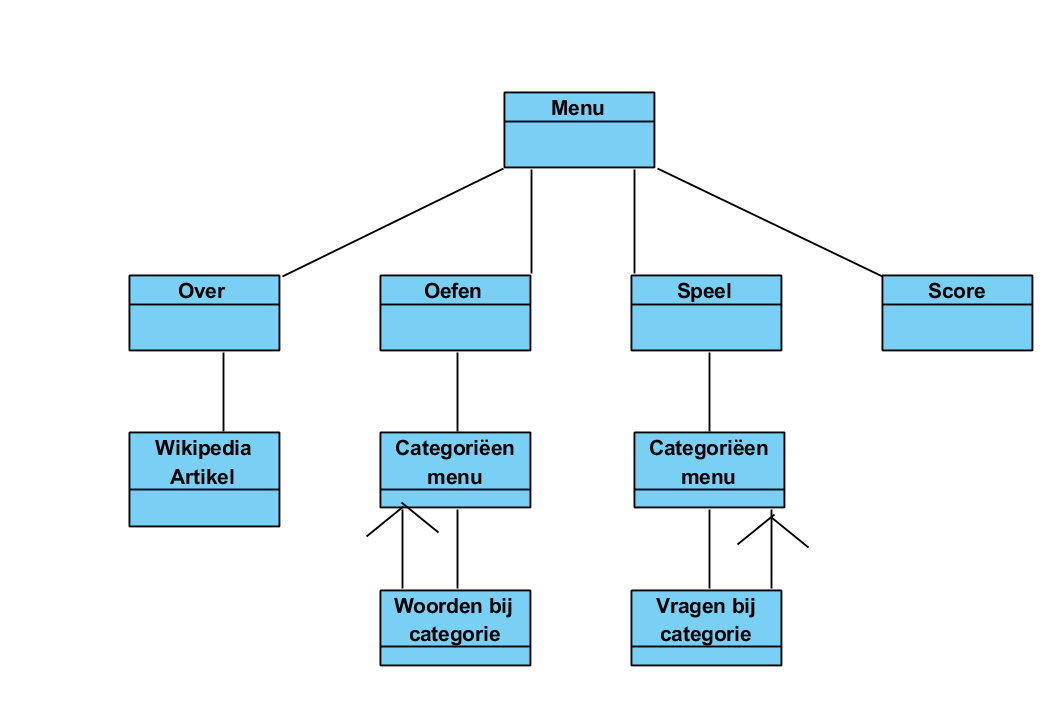 Menu
Over
Oefen
Speel
Score
Wikipedia
Artikel
Categorieën
menu
Categorieën
menu
Woorden bij
categorie
Vragen bij
categorie